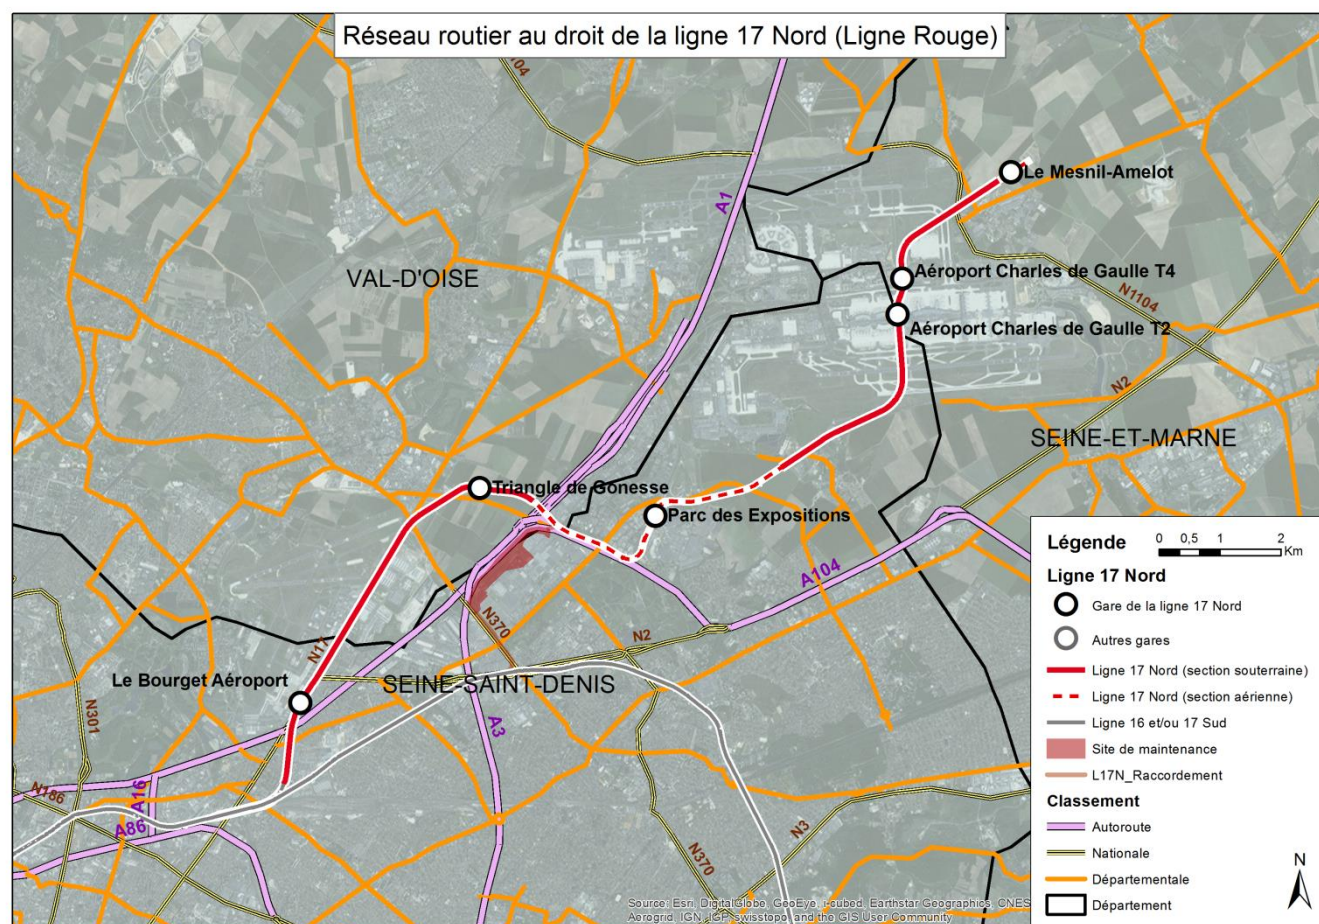 Réseau routier au droit de la ligne 17 Nord (Ligne Rouge)
A1
Le Mesnil-Amelot
VAL-D'OISE
Aéroport Charles de Gaulle T4
N1104
Aéroport Charles de Gaulle T2
N2
SEINE-ET-MARNE
Triangle de Gonesse
Parc des Expositions
A104
N370
N2
N17
Le Bourget Aéroport
SEINE-SAINT-DENIS
N301
A3
A16
N186
A86
N3
N370
Légende
0 0,5 1 2
Km
Ligne 17 Nord
Gare de la ligne 17 Nord
Autres gares
Ligne 17 Nord (section souterraine)
Ligne 17 Nord (section aérienne)
Ligne 16 et/ou 17 Sud
Site de maintenance
L17N_Raccordement
Classement
Autoroute
Nationale
Départementale
Département
N
Source: Esri, DigitalGlobe, GeoEye, i-cubed, Earthstar Geographics, CNES
Aerogrid, IGN, IGP, swisstopo, and the GIS User Community